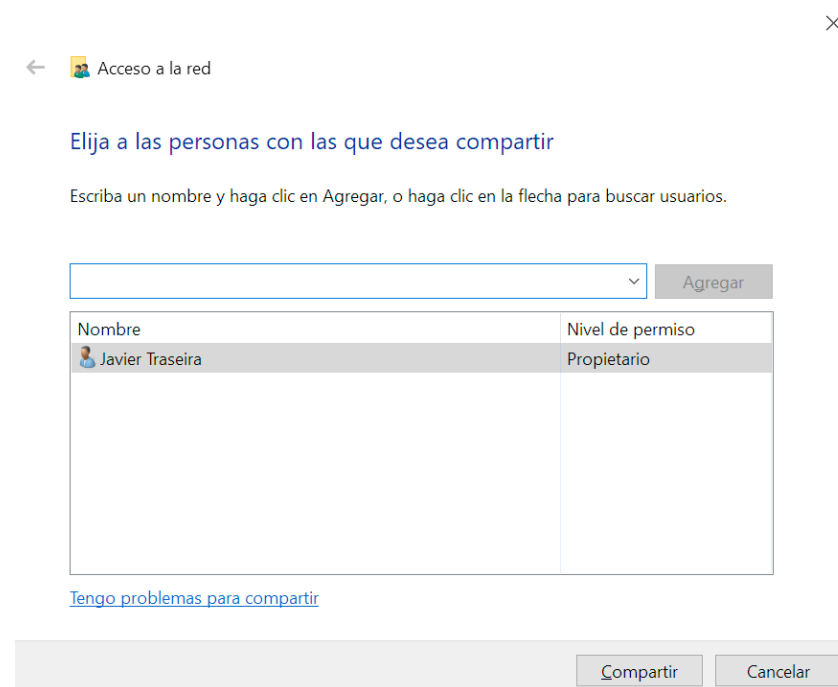 Acceso a la red
Elija a las personas con las que desea compartir
Escriba un nombre y haga clic en Agregar, o haga clic en la flecha para buscar usuarios.
Agregar
Nombre Nivel de permiso
Javier Traseira Propietario
Tengo problemas para compartir
Compartir Cancelar